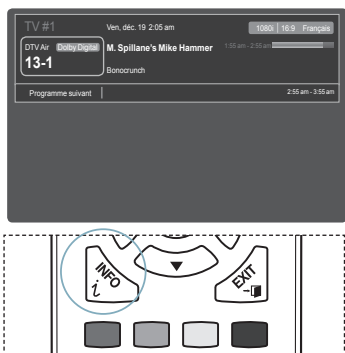 TV #1
Ven, déc. 19 2:05 am
1080i 16:9 Français
DTV Air Dolby Digital
M. Spillane's Mike Hammer
1:55 am - 2:55 am
13-1
Bonocrunch
Programme suivant
2:55 am - 3:55 am
INFO
i
EXIT